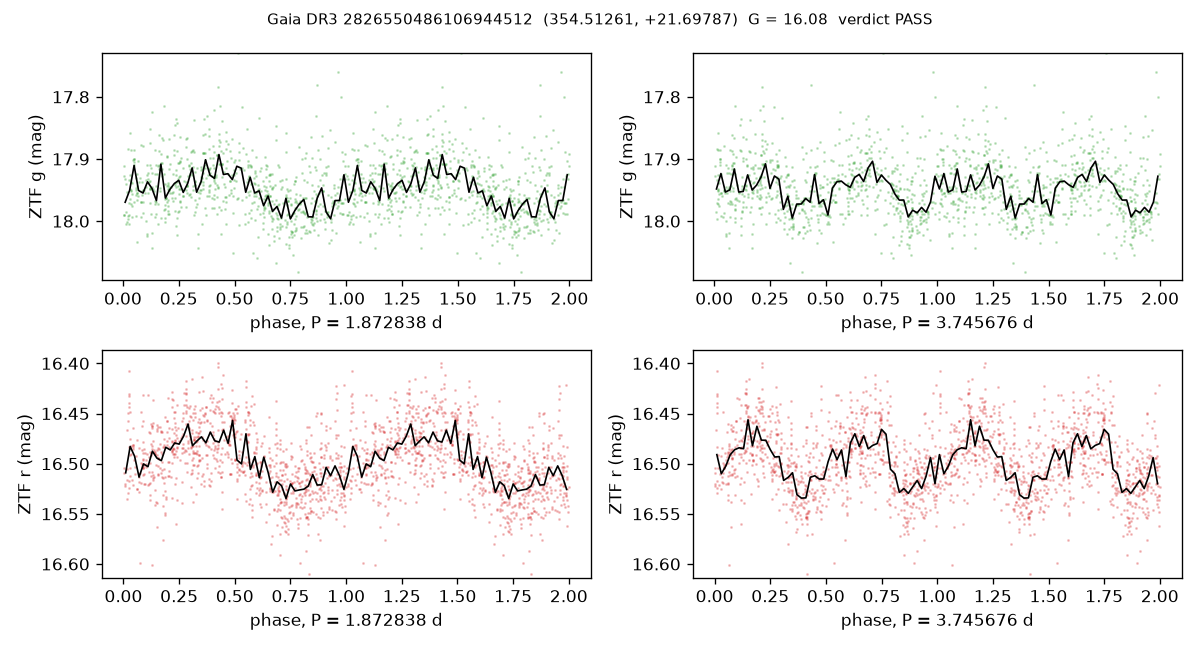 Gaia DR3 2826550486106944512 (354.51261, +21.69787) G = 16.08 verdict PASS
ZTF g (mag)
17.8
17.9
18.0
0.00 0.25 0.50 0.75 1.00 1.25 1.50 1.75 2.00
phase, P = 1.872838 d
ZTF g (mag)
17.8
17.9
18.0
0.00 0.25 0.50 0.75 1.00 1.25 1.50 1.75 2.00
phase, P = 3.745676 d
ZTF r (mag)
16.40
16.45
16.50
16.55
16.60
0.00 0.25 0.50 0.75 1.00 1.25 1.50 1.75 2.00
phase, P = 1.872838 d
ZTF r (mag)
16.40
16.45
16.50
16.55
16.60
0.00 0.25 0.50 0.75 1.00 1.25 1.50 1.75 2.00
phase, P = 3.745676 d